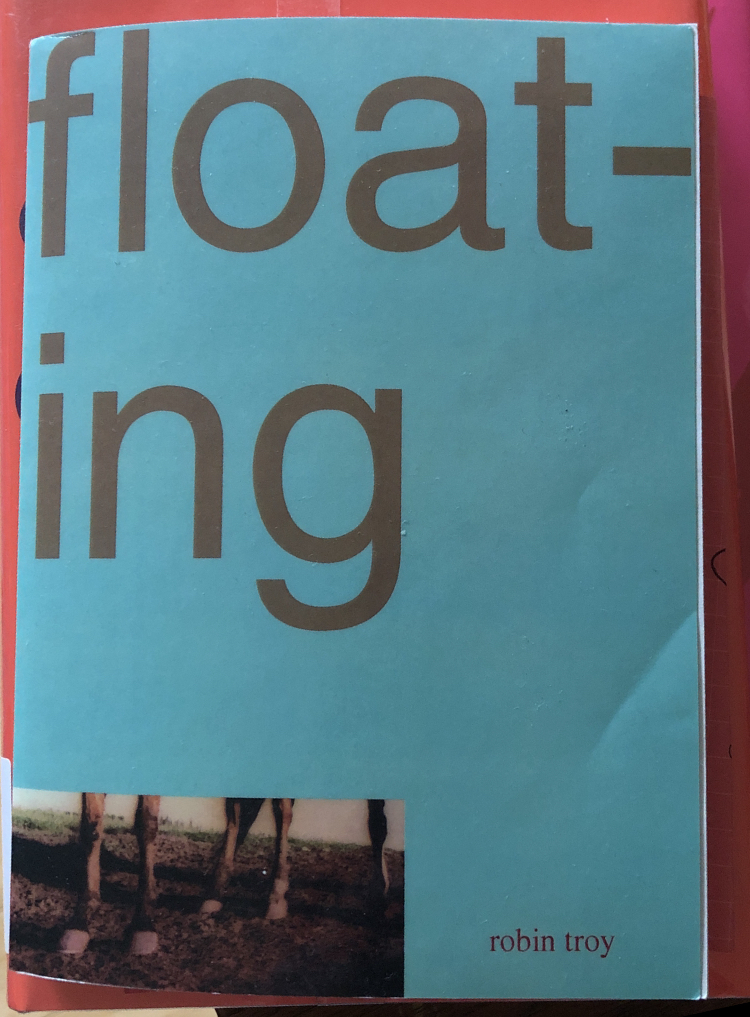 float-
ing
robin troy